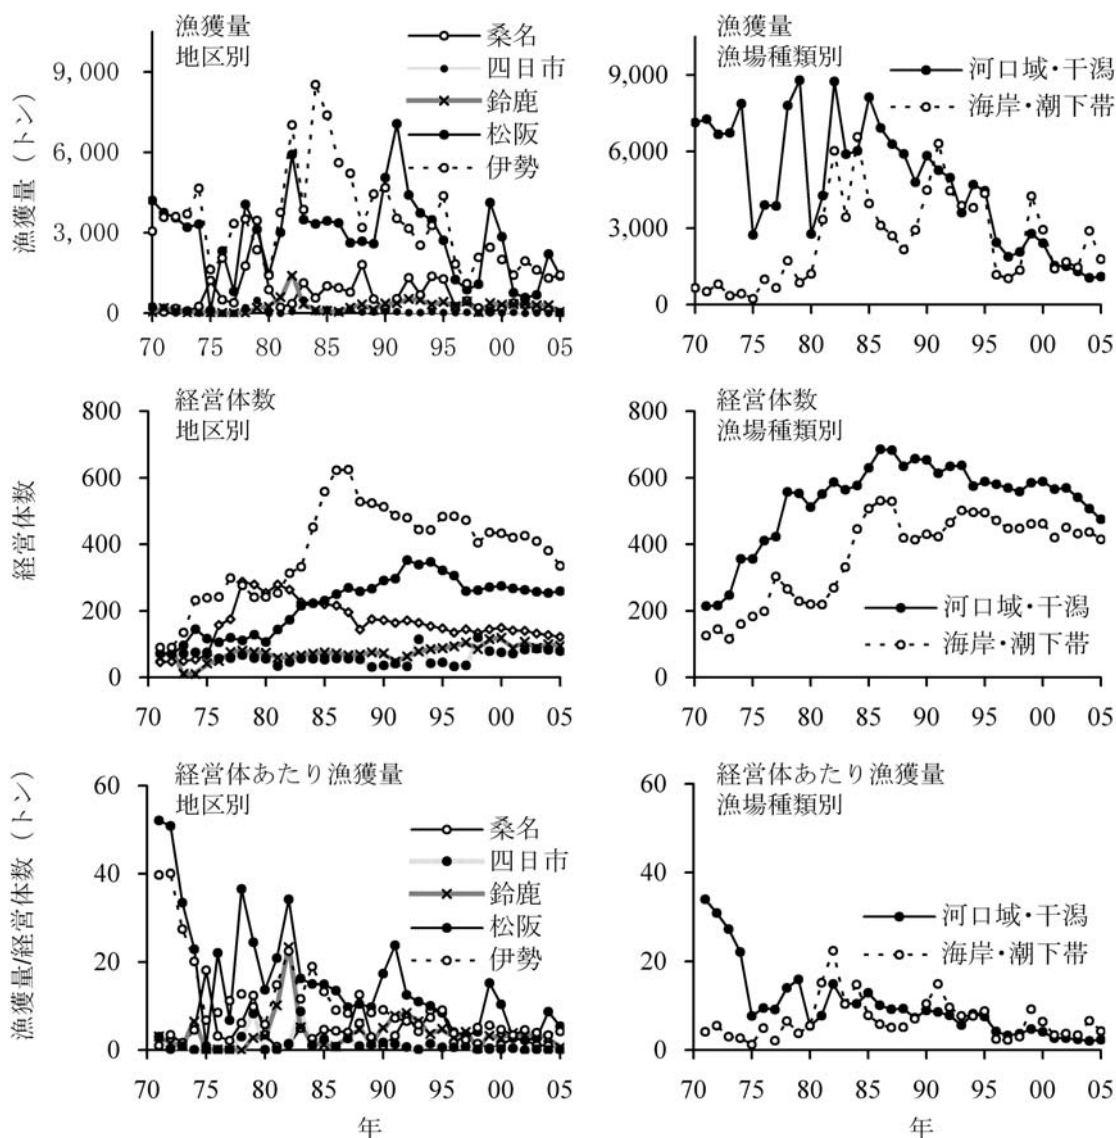 漁獲量
地区別
桑名
四日市
鈴鹿
松阪
伊勢
漁獲量（トン）
9,000
6,000
3,000
0
70 75 80 85 90 95 00 05
漁獲量
漁場種類別
河口域・干潟
海岸・潮下帯
9,000
6,000
3,000
0
70 75 80 85 90 95 00 05
経営体数
地区別
経営体数
800
600
400
200
0
70 75 80 85 90 95 00 05
経営体数
漁場種類別
河口域・干潟
海岸・潮下帯
800
600
400
200
0
70 75 80 85 90 95 00 05
経営体あたり漁獲量
地区別
桑名
四日市
鈴鹿
松阪
伊勢
漁獲量/経営体数（トン）
60
40
20
0
70 75 80 85 90 95 00 05
年
経営体あたり漁獲量
漁場種類別
河口域・干潟
海岸・潮下帯
60
40
20
0
70 75 80 85 90 95 00 05
年